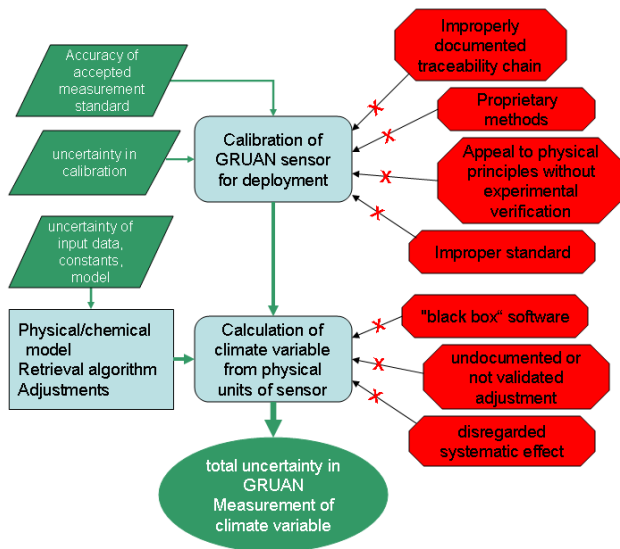 Accuracy of
accepted
measurement
standard
uncertainty in
calibration
uncertainty of
input data,
constants,
model
Physical/chemical
model
Retrieval algorithm
Adjustments
Calibration of
GRUAN sensor
for deployment
Calculation of
climate variable
from physical
units of sensor
total uncertainty in
GRUAN
Measurement of
climate variable
Improperly
documented
traceability chain
Proprietary
methods
Appeal to physical
principles without
experimental
verification
Improper standard
"black box“ software
undocumented or
not validated
adjustment
disregarded
systematic effect